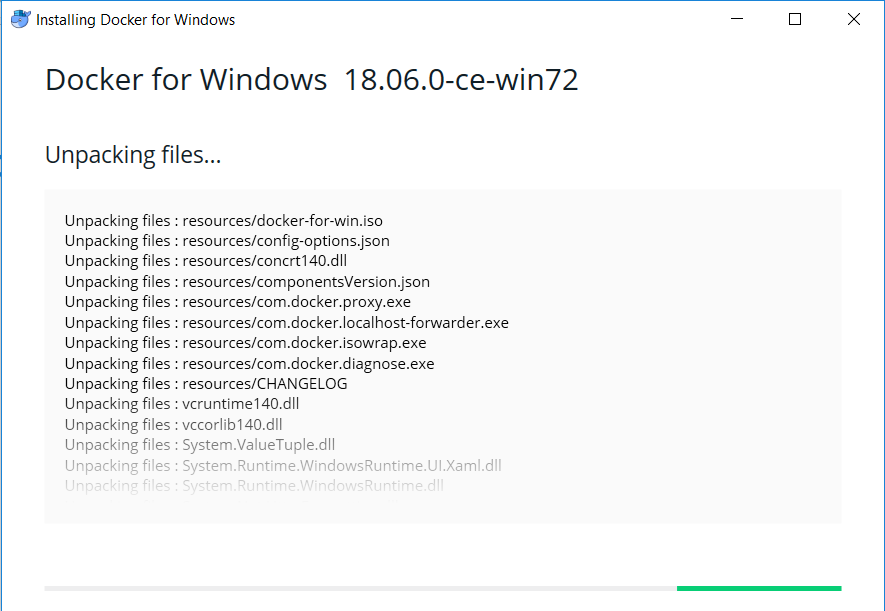 Installing Docker for Windows
Docker for Windows 18.06.0-ce-win72
Unpacking files...
Unpacking files : resources/docker-for-win.iso
Unpacking files : resources/config-options.json
Unpacking files : resources/concrt140.dll
Unpacking files : resources/componentsVersion.json
Unpacking files : resources/com.docker.proxy.exe
Unpacking files : resources/com.docker.localhost-forwarder.exe
Unpacking files : resources/com.docker.isowrap.exe
Unpacking files : resources/com.docker.diagnose.exe
Unpacking files : resources/CHANGELOG
Unpacking files : vcruntime140.dll
Unpacking files : vccorlib140.dll
Unpacking files : System.ValueTuple.dll
Unpacking files : System.Runtime.WindowsRuntime.UI.Xaml.dll
Unpacking files : System.Runtime.WindowsRuntime.dll